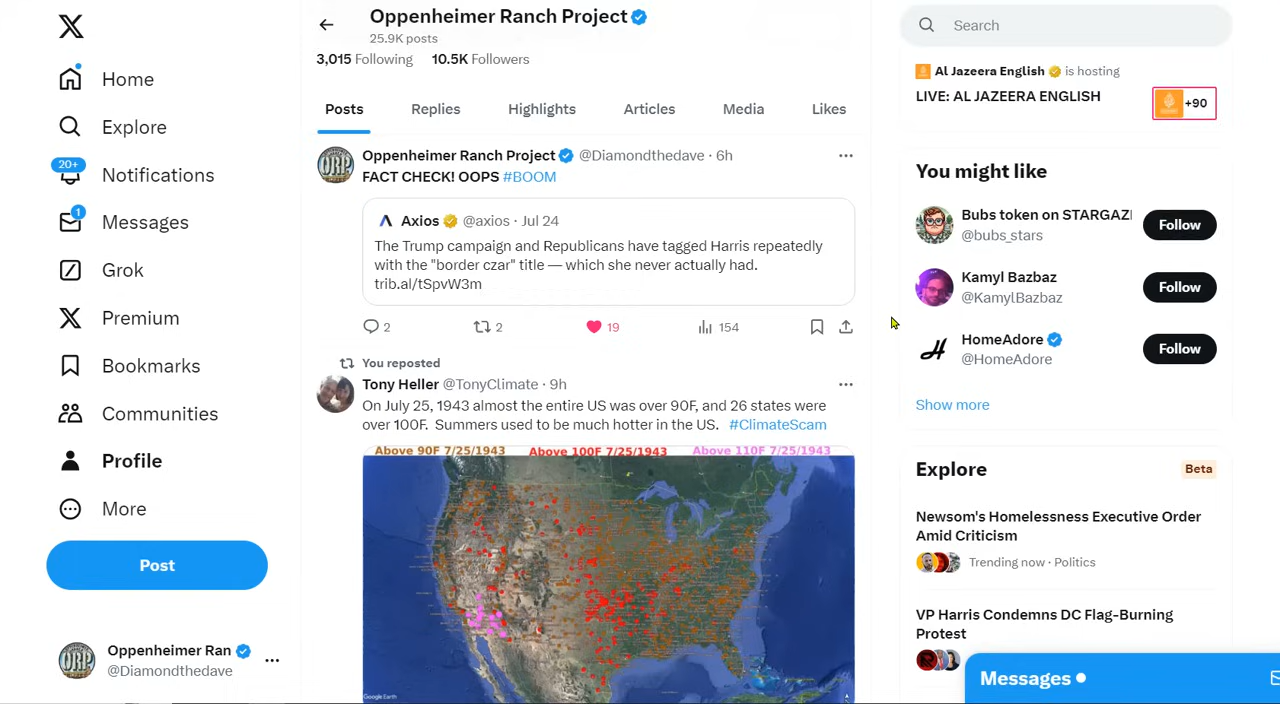 Home
Explore
20+
Notifications
1
Messages
Grok
Premium
Bookmarks
Communities
Profile
More
Post
Oppenheimer Ran
@Diamondthedave
Oppenheimer Ranch Project
25.9K posts
3,015 Following 10.5K Followers
Posts Replies Highlights Articles Media Likes
ORP
Oppenheimer Ranch Project @Diamondthedave · 6h
FACT CHECK! OOPS #BOOM
Axios @axios · Jul 24
The Trump campaign and Republicans have tagged Harris repeatedly
with the "border czar" title — which she never actually had.
trib.al/tSpvW3m
2 2 19 154
You reposted
Tony Heller @TonyClimate · 9h
On July 25, 1943 almost the entire US was over 90F, and 26 states were
over 100F. Summers used to be much hotter in the US. #ClimateScam
Above 90F 7/25/1943 Above 100F 7/25/1943 Above 110F 7/25/1943
Google Earth
Search
Al Jazeera English is hosting
LIVE: AL JAZEERA ENGLISH
+90
You might like
Bubs token on STARGAZ
@bubs_stars
Follow
Kamyl Bazbaz
@KamylBazbaz
Follow
HomeAdore
@HomeAdore
Follow
Show more
Explore Beta
Newsom's Homelessness Executive Order
Amid Criticism
Trending now · Politics
VP Harris Condemns DC Flag-Burning
Protest
Messages